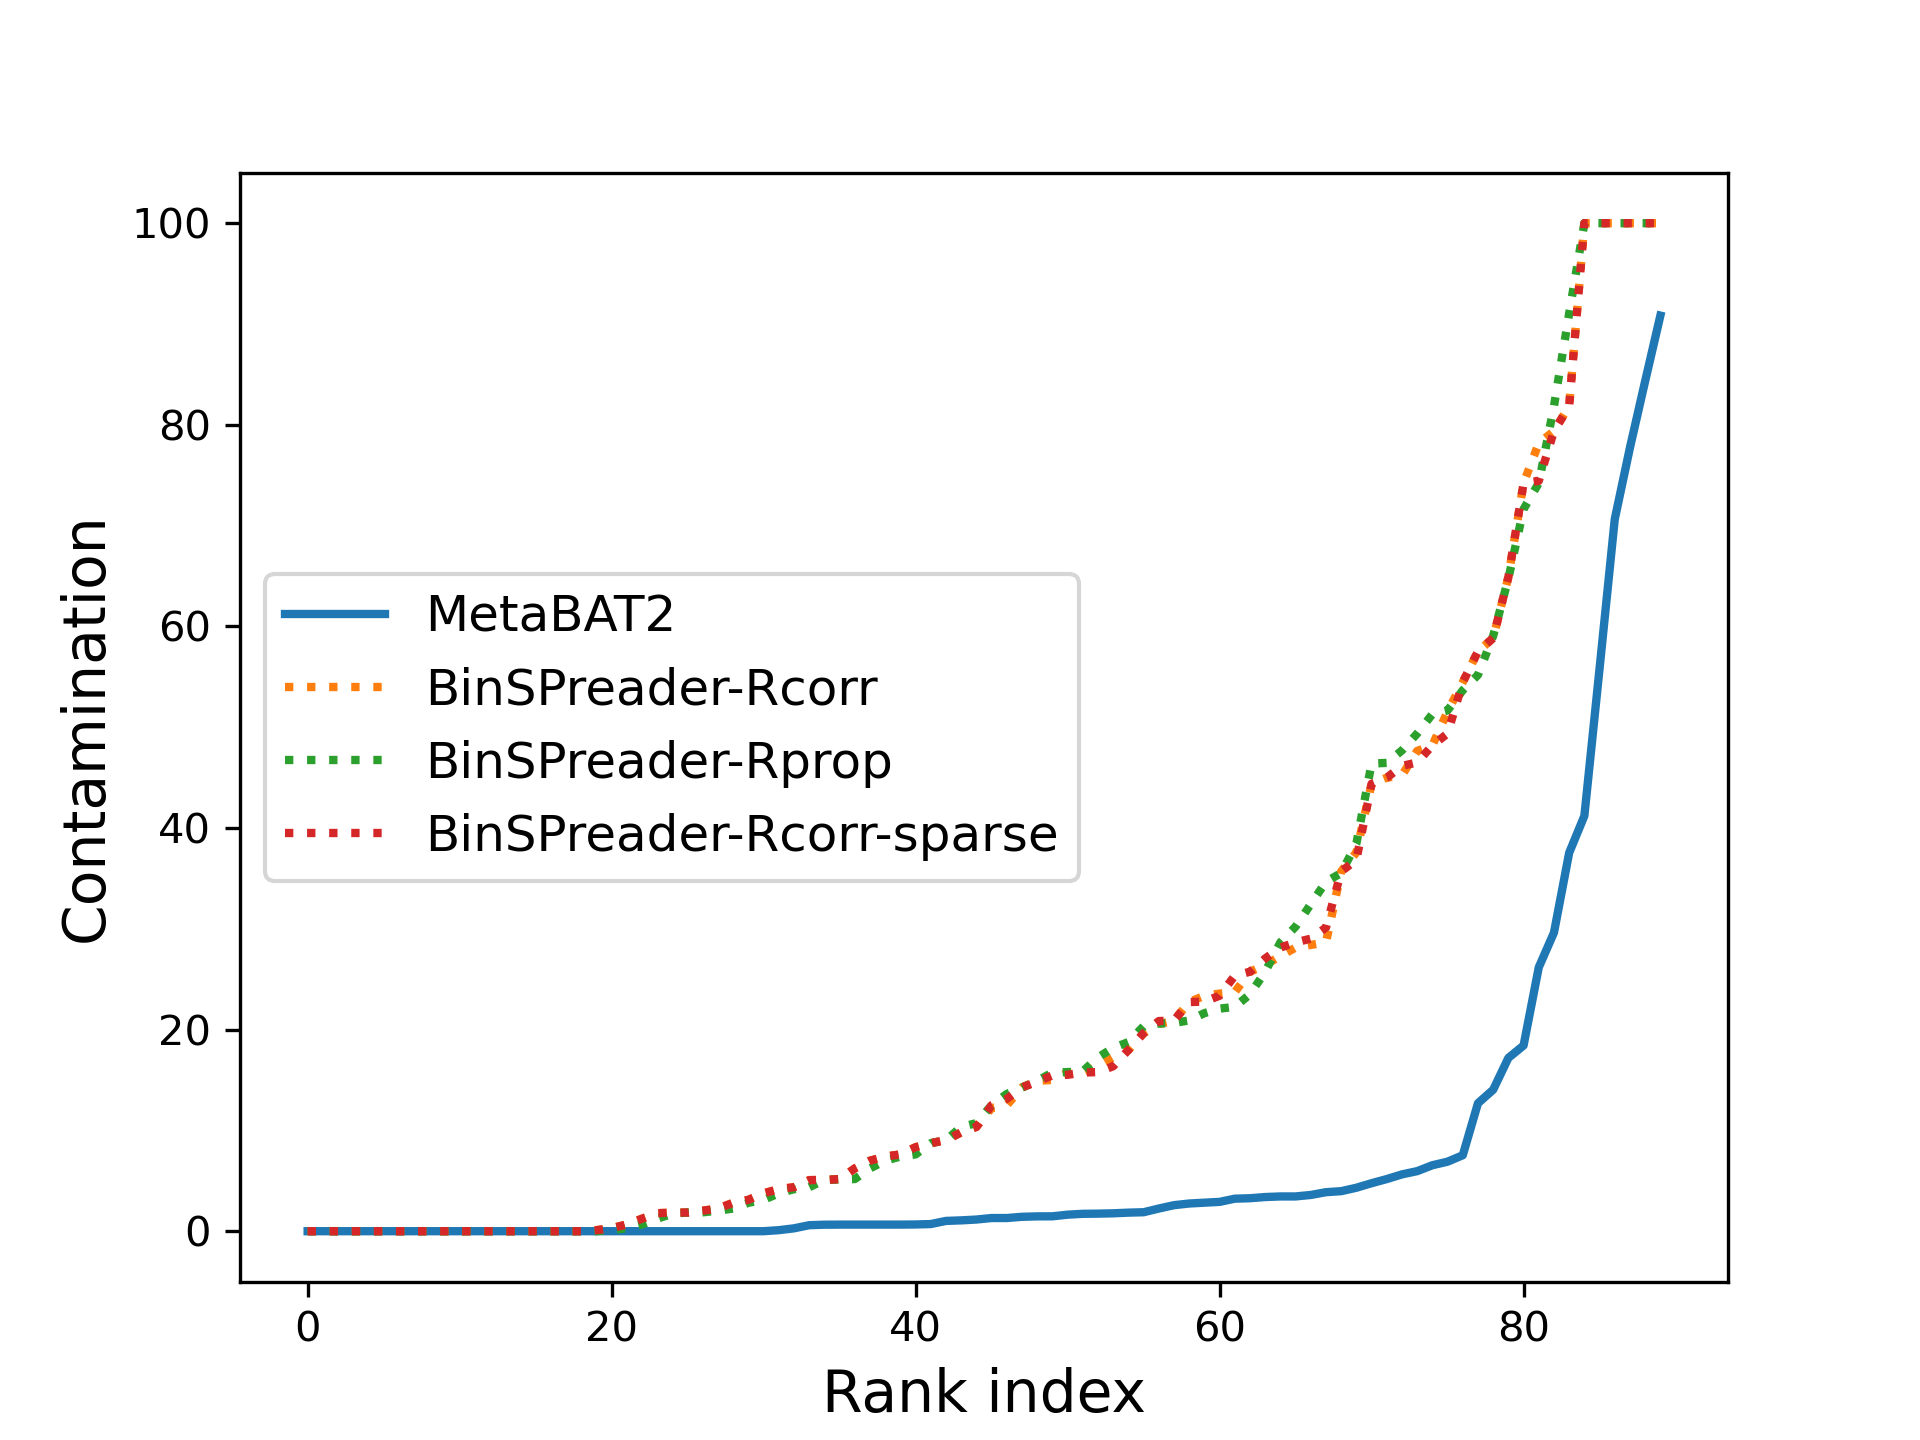 100
80
60
40
20
0
Contamination
MetaBAT2
BinSPreader-Rcorr
BinSPreader-Rprop
BinSPreader-Rcorr-sparse
0 20 40 60 80
Rank index